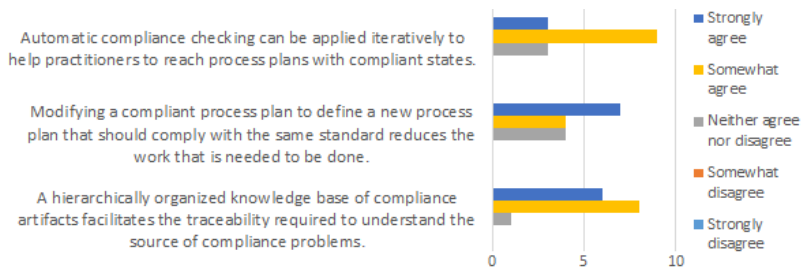 Automatic compliance checking can be applied iteratively to
help practitioners to reach process plans with compliant states.
Modifying a compliant process plan to define a new process
plan that should comply with the same standard reduces the
work that is needed to be done.
A hierarchically organized knowledge base of compliance
artifacts facilitates the traceability required to understand the
source of compliance problems.
0
5
10
Strongly
agree
Somewhat
agree
Neither agree
nor disagree
Somewhat
disagree
Strongly
disagree